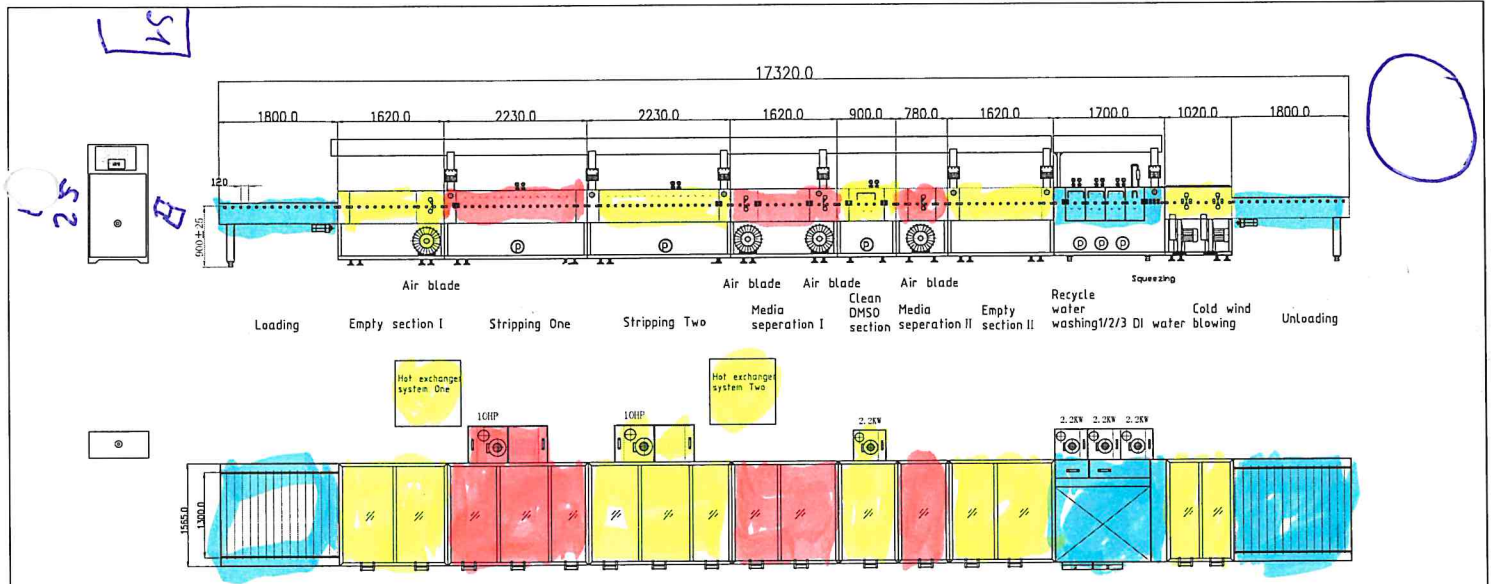 S1
17320.0
1800.0 1620.0 2230.0 2230.0 1620.0 900.0 780.0 1620.0 1700.0 1020.0 1800.0
120
25
900±25
P P P P P P
Air blade Air blade Air blade Air blade Squeezing
Loading
Empty section I
Stripping One
Stripping Two
Media
seperation I
Clean
DMSO
section
Media
seperation II
Empty
section II
Recycle
water
washing1/2/3 DI water
Cold wind
blowing
Unloading
Hot exchanger
system One
Hot exchanger
system Two
10HP 10HP 2.2KW 2.2KW 2.2KW 2.2KW
1565.0
1300.0